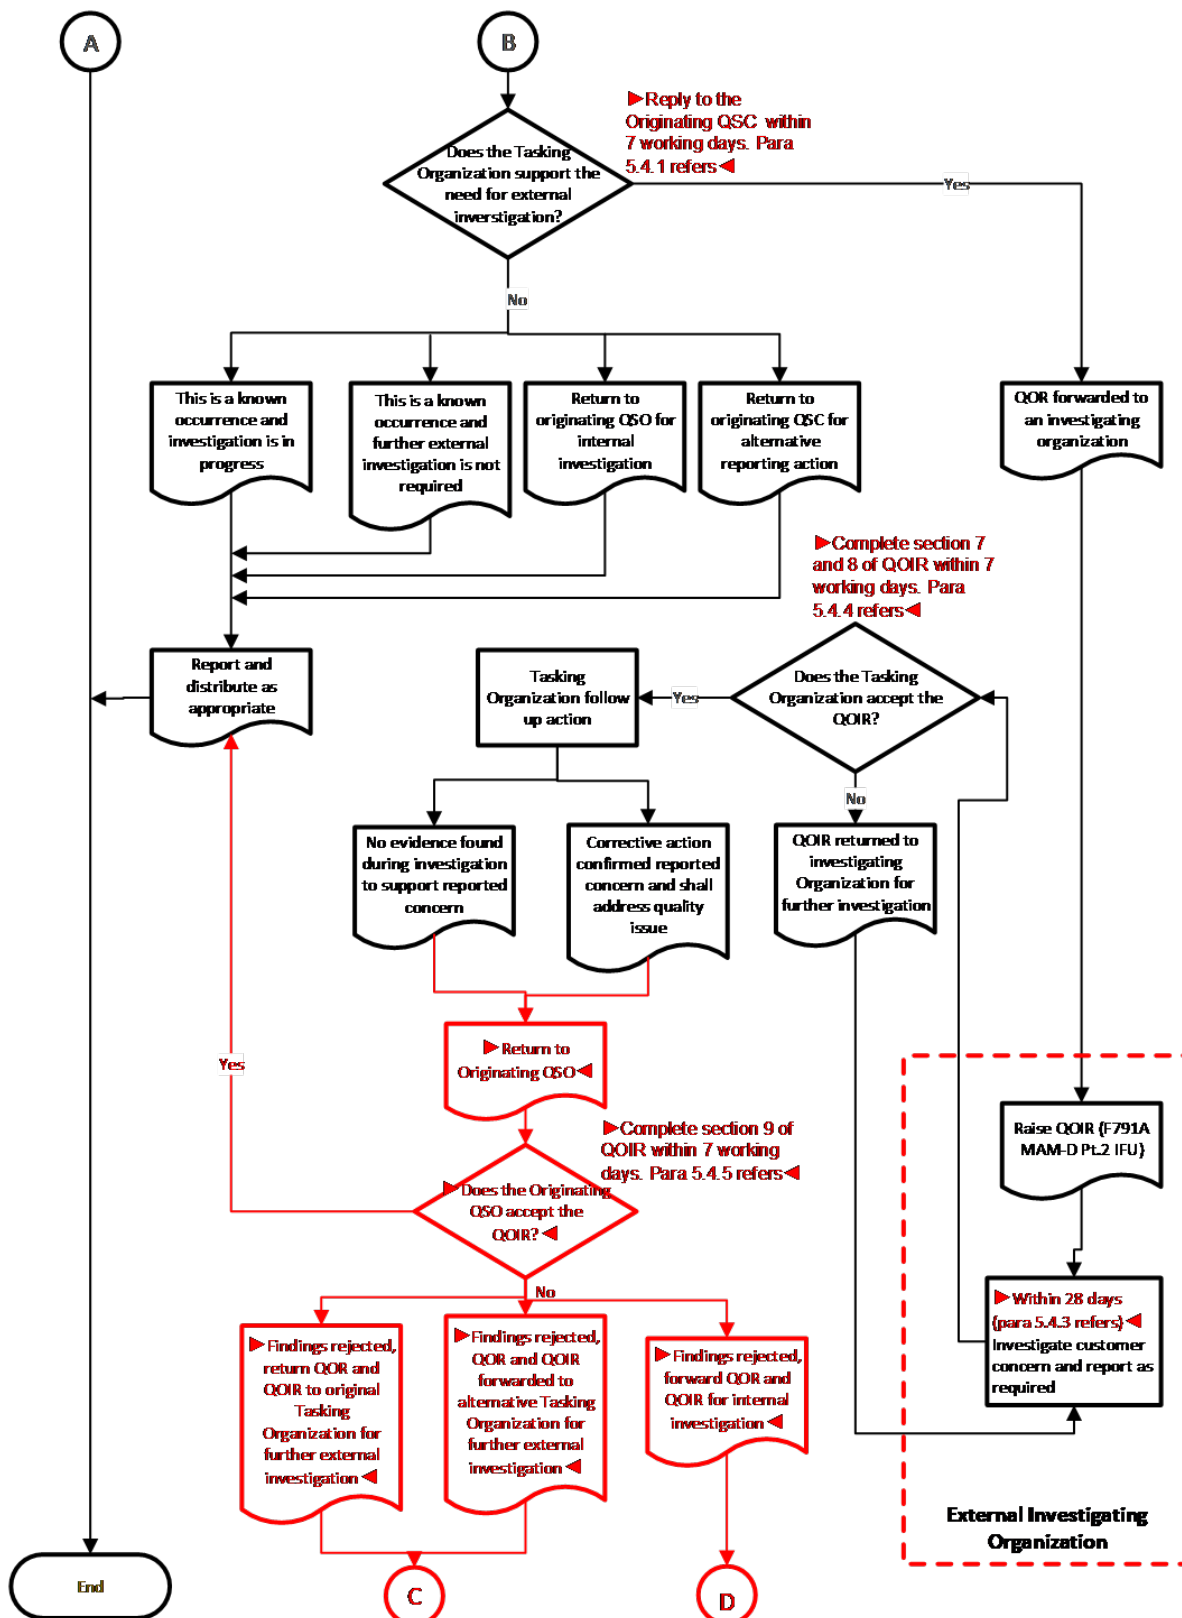 A
B
►Reply to the
Originating QSC within
7 working days. Para
5.4.1 refers◄
Does the Tasking
Organization support the
need for external
inverstigation?
Yes
No
This is a known
occurrence and
investigation is in
progress
This is a known
occurrence and
further external
investigation is not
required
Return to
originating QSO for
internal
investigation
Return to
originating QSC for
alternative
reporting action
QOR forwarded to
an investigating
organization
►Complete section 7
and 8 of QOIR within 7
working days. Para
5.4.4 refers◄
Report and
distribute as
appropriate
Tasking
Organization follow
up action
Yes
Does the Tasking
Organization accept the
QOIR?
No
No evidence found
during investigation
to support reported
concern
Corrective action
confirmed reported
concern and shall
address quality
issue
QOIR returned to
investigating
Organization for
further investigation
►Return to
Originating QSO◄
Yes
►Complete section 9 of
QOIR within 7 working
days. Para 5.4.5 refers◄
Raise QOIR (F791A
MAM-D Pt.2 IFU)
►Does the Originating
QSO accept the
QOIR?◄
No
►Within 28 days
(para 5.4.3 refers)◄
Investigate customer
concern and report as
required
►Findings rejected,
return QOR and
QOIR to original
Tasking
Organization for
further external
investigation◄
►Findings rejected,
QOR and QOIR
forwarded to
alternative Tasking
Organization for
further external
investigation◄
►Findings rejected,
forward QOR and
QOIR for internal
investigation◄
External Investigating
Organization
End
C
D